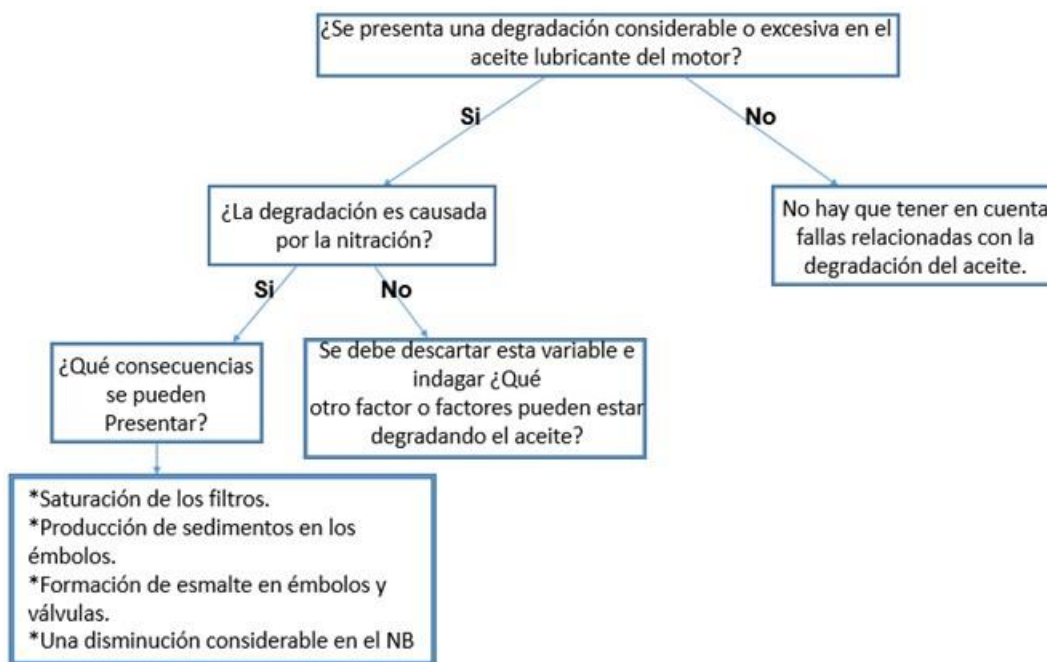 ¿Se presenta una degradación considerable o excesiva en el
aceite lubricante del motor?
Si
No
¿La degradación es causada
por la nitración?
No hay que tener en cuenta
fallas relacionadas con la
degradación del aceite.
Si
No
¿Qué consecuencias
se pueden
Presentar?
Se debe descartar esta variable e
indagar ¿Qué
otro factor o factores pueden estar
degradando el aceite?
*Saturación de los filtros.
*Producción de sedimentos en los
émbolos.
*Formación de esmalte en émbolos y
válvulas.
*Una disminución considerable en el NB